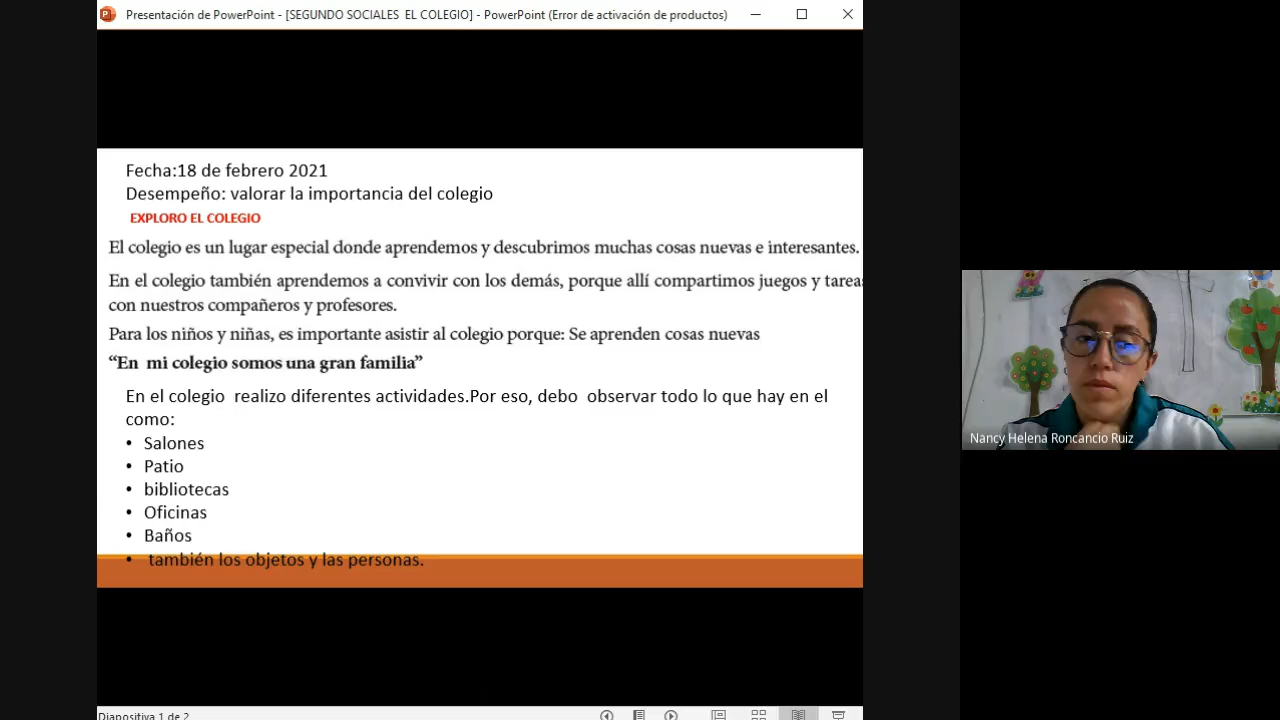 Presentación de PowerPoint - [SEGUNDO SOCIALES  EL COLEGIO] - PowerPoint (Error de activación de productos)
Fecha:18 de febrero 2021
Desempeño: valorar la importancia del colegio
EXPLORO EL COLEGIO
El colegio es un lugar especial donde aprendemos y descubrimos muchas cosas nuevas e interesantes.
En el colegio también aprendemos a convivir con los demás, porque allí compartimos juegos y tareas
con nuestros compañeros y profesores.
Para los niños y niñas, es importante asistir al colegio porque: Se aprenden cosas nuevas
“En  mi colegio somos una gran familia”
En el colegio  realizo diferentes actividades.Por eso, debo  observar todo lo que hay en el
como:
• Salones
• Patio
• bibliotecas
• Oficinas
• Baños
• también los objetos y las personas.
Nancy Helena Roncancio Ruiz
Diapositiva 1 de 2